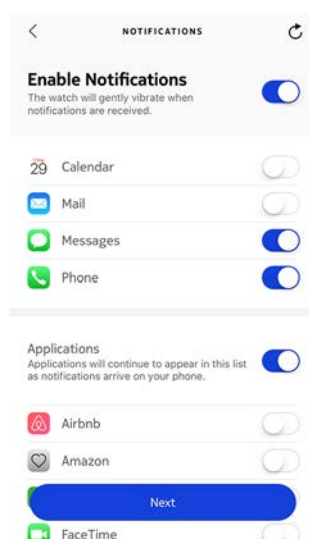 NOTIFICATIONS
Enable Notifications
The watch will gently vibrate when
notifications are received.
29 Calendar
Mail
Messages
Phone
Applications
Applications will continue to appear in this list
as notifications arrive on your phone.
Airbnb
Amazon
Next
FaceTime